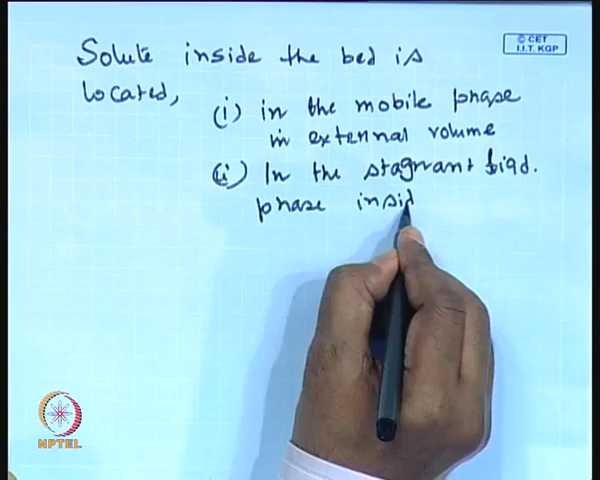 © CET
I.I.T. KGP
Solute inside the bed is
located,
(i) in the mobile phase
in external volume
(ii) In the stagnant liqd.
phase insid
NPTEL